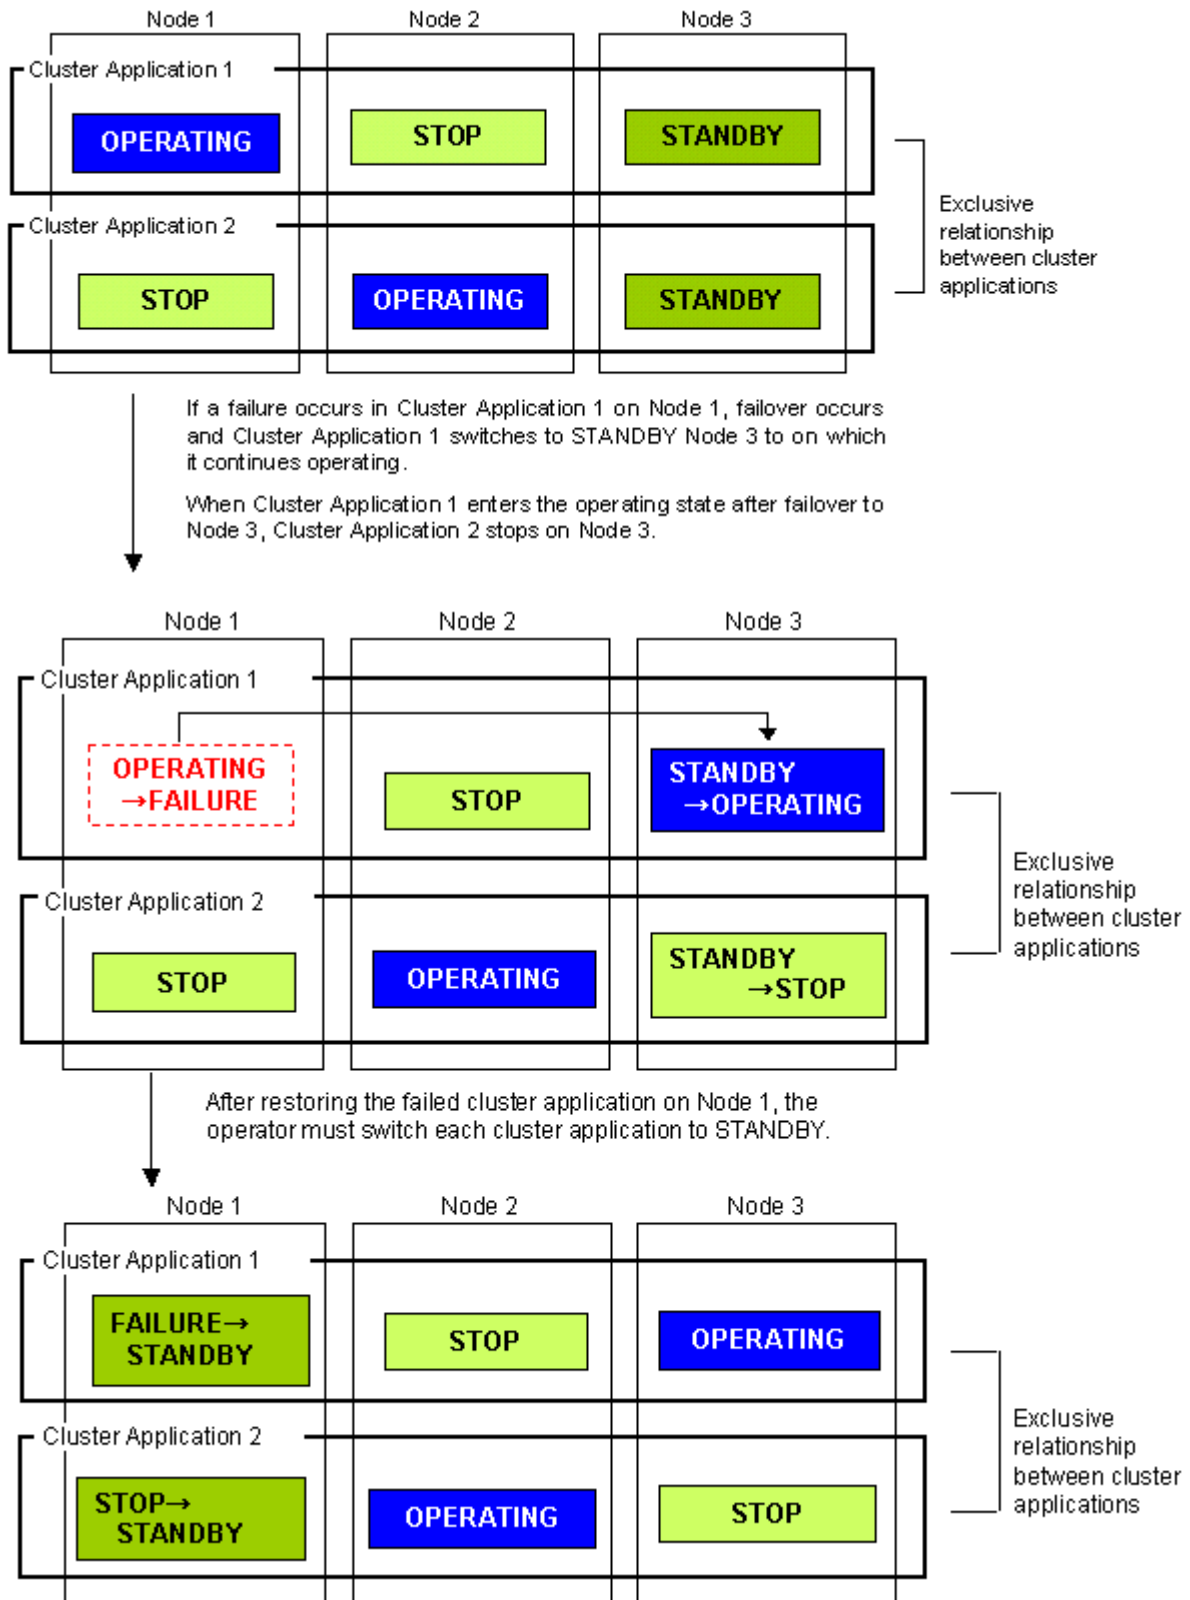 Node 1
Node 2
Node 3
Cluster Application 1
OPERATING
STOP
STANDBY
Cluster Application 2
STOP
OPERATING
STANDBY
Exclusive
relationship
between cluster
applications
If a failure occurs in Cluster Application 1 on Node 1, failover occurs
and Cluster Application 1 switches to STANDBY Node 3 to on which
it continues operating.
When Cluster Application 1 enters the operating state after failover to
Node 3, Cluster Application 2 stops on Node 3.
Node 1
Node 2
Node 3
Cluster Application 1
OPERATING
→FAILURE
STOP
STANDBY
→OPERATING
Cluster Application 2
STOP
OPERATING
STANDBY
→STOP
Exclusive
relationship
between cluster
applications
After restoring the failed cluster application on Node 1, the
operator must switch each cluster application to STANDBY.
Node 1
Node 2
Node 3
Cluster Application 1
FAILURE→
STANDBY
STOP
OPERATING
Cluster Application 2
STOP→
STANDBY
OPERATING
STOP
Exclusive
relationship
between cluster
applications